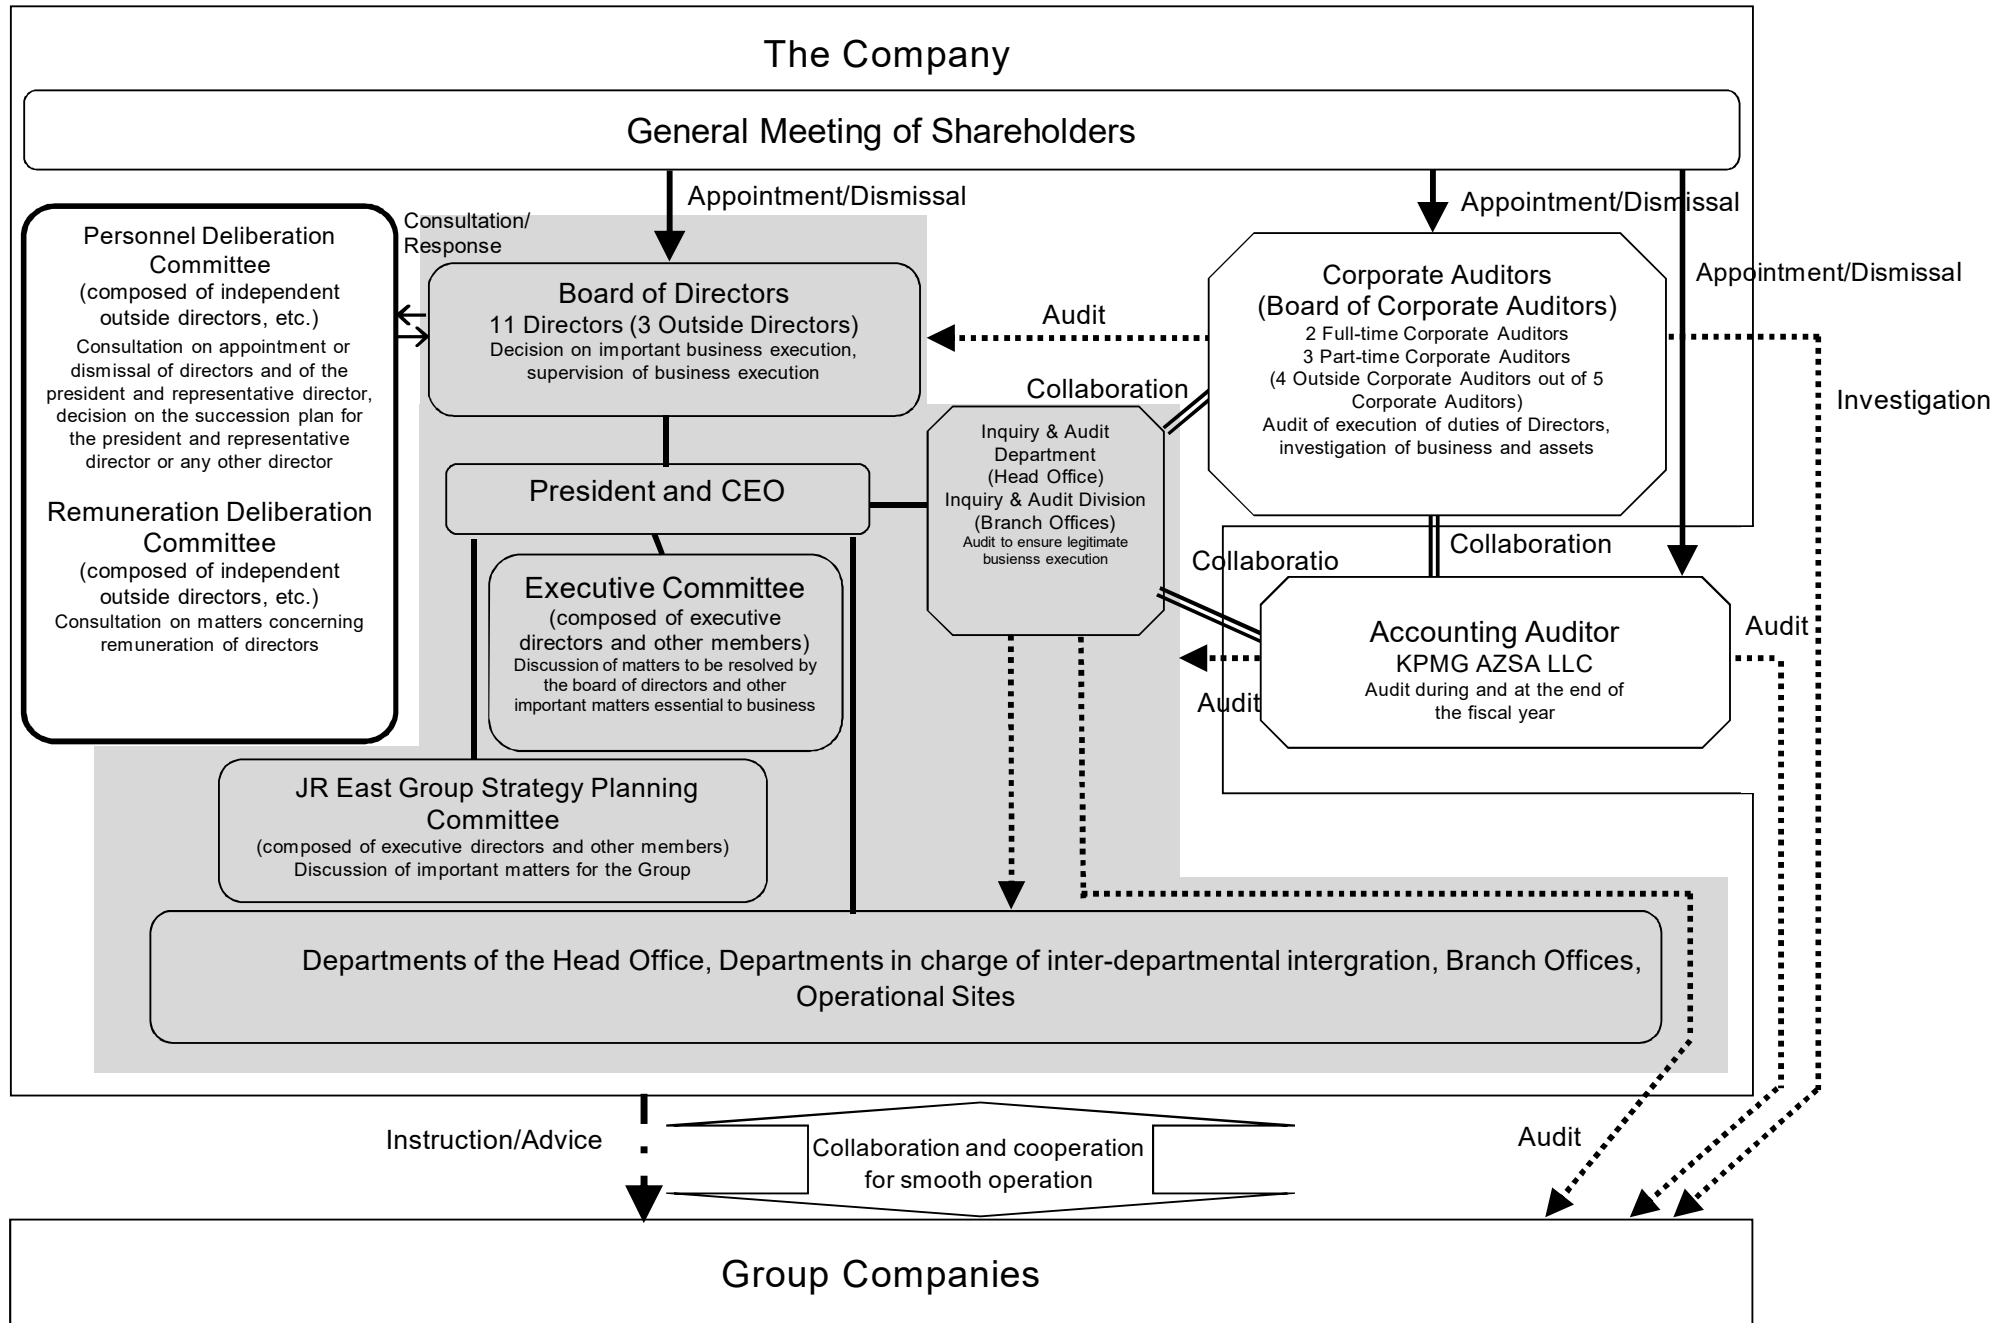 The Company
General Meeting of Shareholders
Appointment/Dismissal
Appointment/Dismissal
Appointment/Dismissal
Consultation/
Response
Personnel Deliberation
Committee
(composed of independent
outside directors, etc.)
Consultation on appointment or
dismissal of directors and of the
president and representative director,
decision on the succession plan for
the president and representative
director or any other director
Remuneration Deliberation
Committee
(composed of independent
outside directors, etc.)
Consultation on matters concerning
remuneration of directors
Board of Directors
11 Directors (3 Outside Directors)
Decision on important business execution,
supervision of business execution
Audit
Corporate Auditors
(Board of Corporate Auditors)
2 Full-time Corporate Auditors
3 Part-time Corporate Auditors
(4 Outside Corporate Auditors out of 5
Corporate Auditors)
Audit of execution of duties of Directors,
investigation of business and assets
Investigation
Collaboration
Inquiry & Audit
Department
(Head Office)
Inquiry & Audit Division
(Branch Offices)
Audit to ensure legitimate
busienss execution
President and CEO
Collaboration
Collaboratio
Executive Committee
(composed of executive
directors and other members)
Discussion of matters to be resolved by
the board of directors and other
important matters essential to business
Accounting Auditor
KPMG AZSA LLC
Audit during and at the end of
the fiscal year
Audit
Audit
JR East Group Strategy Planning
Committee
(composed of executive directors and other members)
Discussion of important matters for the Group
Departments of the Head Office, Departments in charge of inter-departmental intergration, Branch Offices,
Operational Sites
Instruction/Advice
Collaboration and cooperation
for smooth operation
Audit
Group Companies